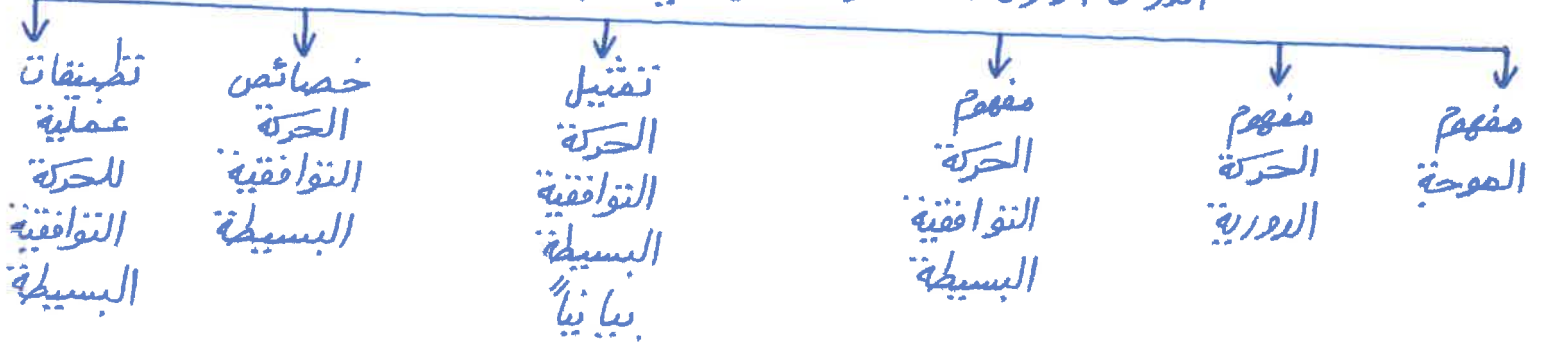 مفهوم
الموجة
مفهوم
الحركة
الدورية
مفهوم
الحركة
التوافقية
البسيطة
تمثيل
الحركة
التوافقية
البسيطة
بيانياً
خصائص
الحركة
التوافقية
البسيطة
تطبيقات
عملية
للحركة
التوافقية
البسيطة